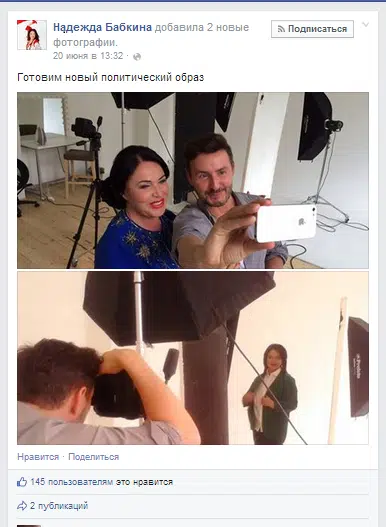 Надежда Бабкина добавила 2 новые
фотографии.
20 июня в 13:32 ·
Подписаться
Готовим новый политический образ
Нравится · Поделиться
145 пользователям это нравится
2 публикаций